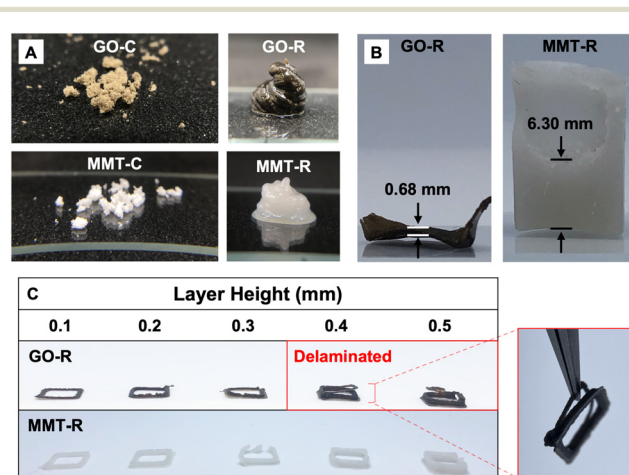 A
GO-C
GO-R
MMT-C
MMT-R
B
GO-R
MMT-R
0.68 mm
6.30 mm
C
Layer Height (mm)
0.1 0.2 0.3 0.4 0.5
GO-R
Delaminated
MMT-R